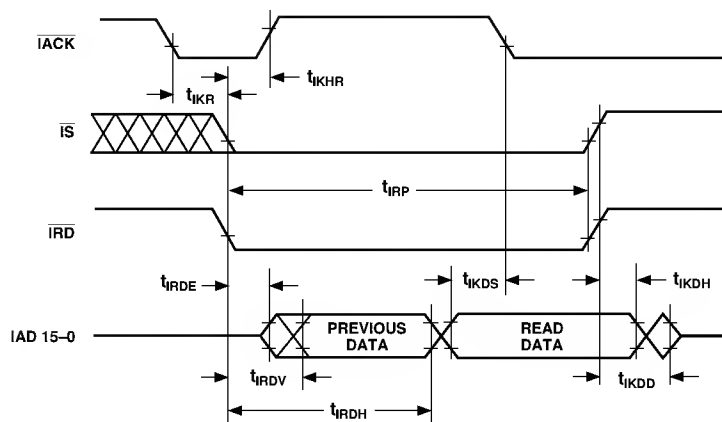 IACK
tIKHR
tIKR
IS
tIRP
IRD
tIRDE
tIKDS
tIKDH
IAD 15–0
PREVIOUS
DATA
READ
DATA
tIRDV
tIKDD
tIRDH